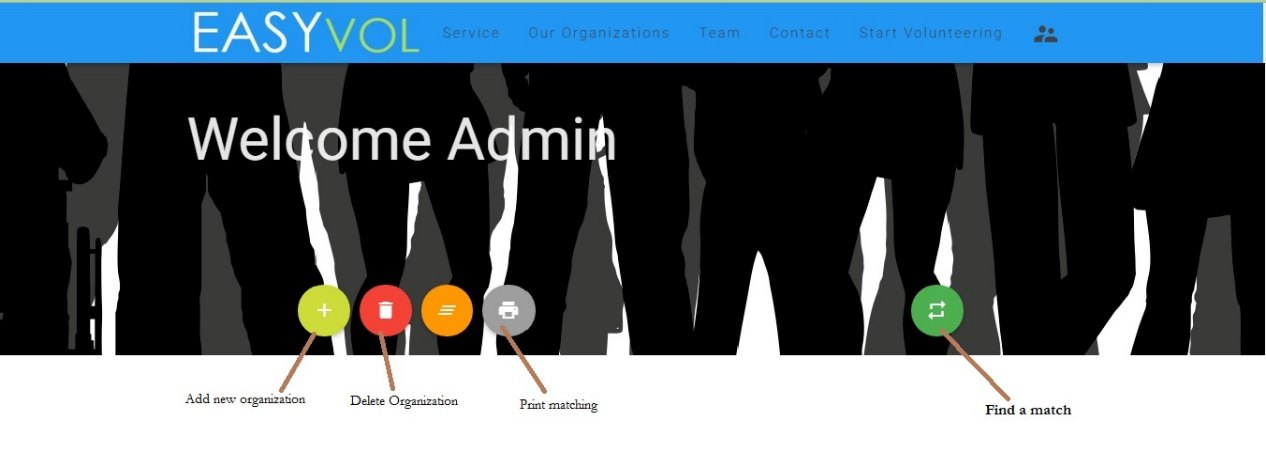 EASYVOL Service Our Organizations Team Contact Start Volunteering
Welcome Admin
Add new organization Delete Organization Print matching Find a match